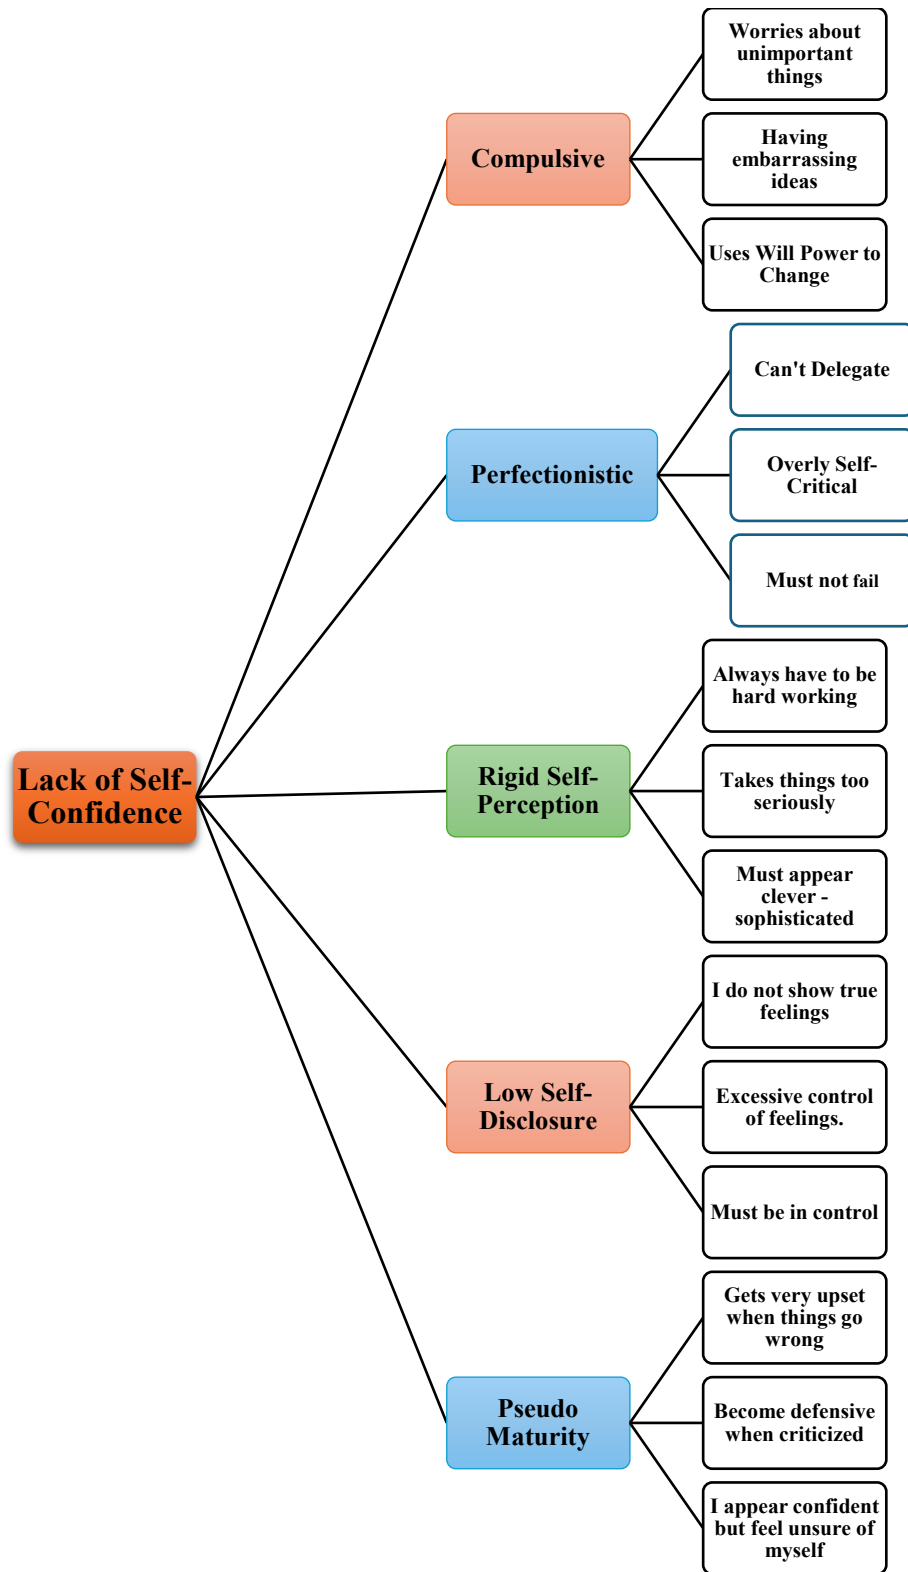 Lack of Self-
Confidence
Compulsive
Worries about
unimportant
things
Having
embarrassing
ideas
Uses Will Power to
Change
Perfectionistic
Can't Delegate
Overly Self-
Critical
Must not fail
Rigid Self-
Perception
Always have to be
hard working
Takes things too
seriously
Must appear
clever -
sophisticated
Low Self-
Disclosure
I do not show true
feelings
Excessive control
of feelings.
Must be in control
Pseudo
Maturity
Gets very upset
when things go
wrong
Become defensive
when criticized
I appear confident
but feel unsure of
myself